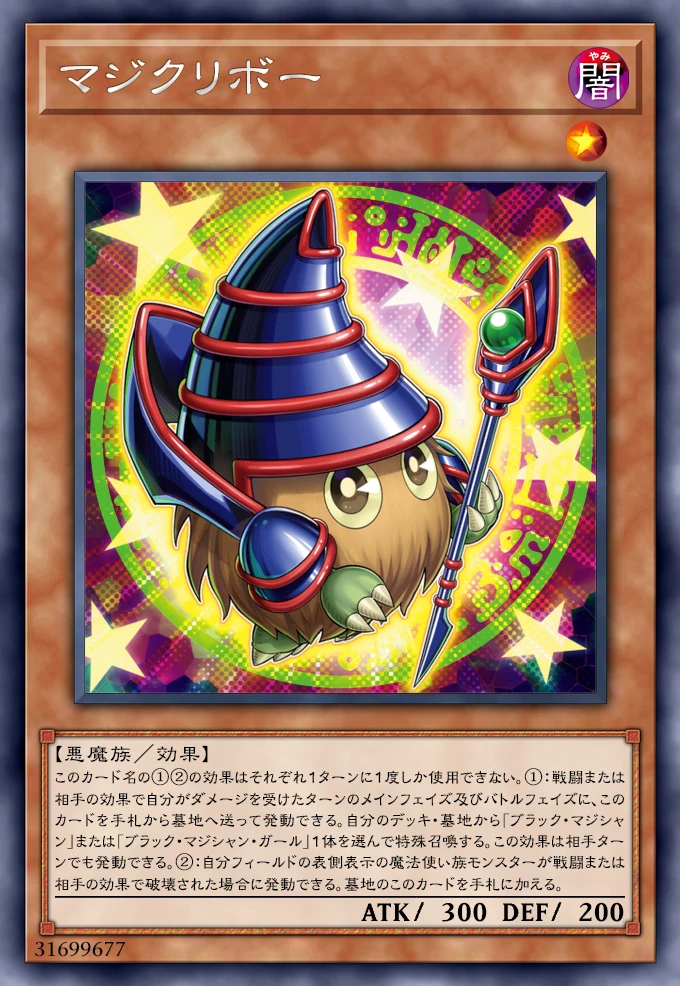 マジクリボー
やみ
闇
【悪魔族／効果】
このカード名の①②の効果はそれぞれ1ターンに1度しか使用できない。①：戦闘または
相手の効果で自分がダメージを受けたターンのメインフェイズ及びバトルフェイズに、この
カードを手札から墓地へ送って発動できる。自分のデッキ・墓地から「ブラック・マジシャ
ン」または「ブラック・マジシャン・ガール」1体を選んで特殊召喚する。この効果は相手ター
ンでも発動できる。②：自分フィールドの表側表示の魔法使い族モンスターが戦闘または
相手の効果で破壊された場合に発動できる。墓地のこのカードを手札に加える。
ATK/ 300 DEF/ 200
31699677